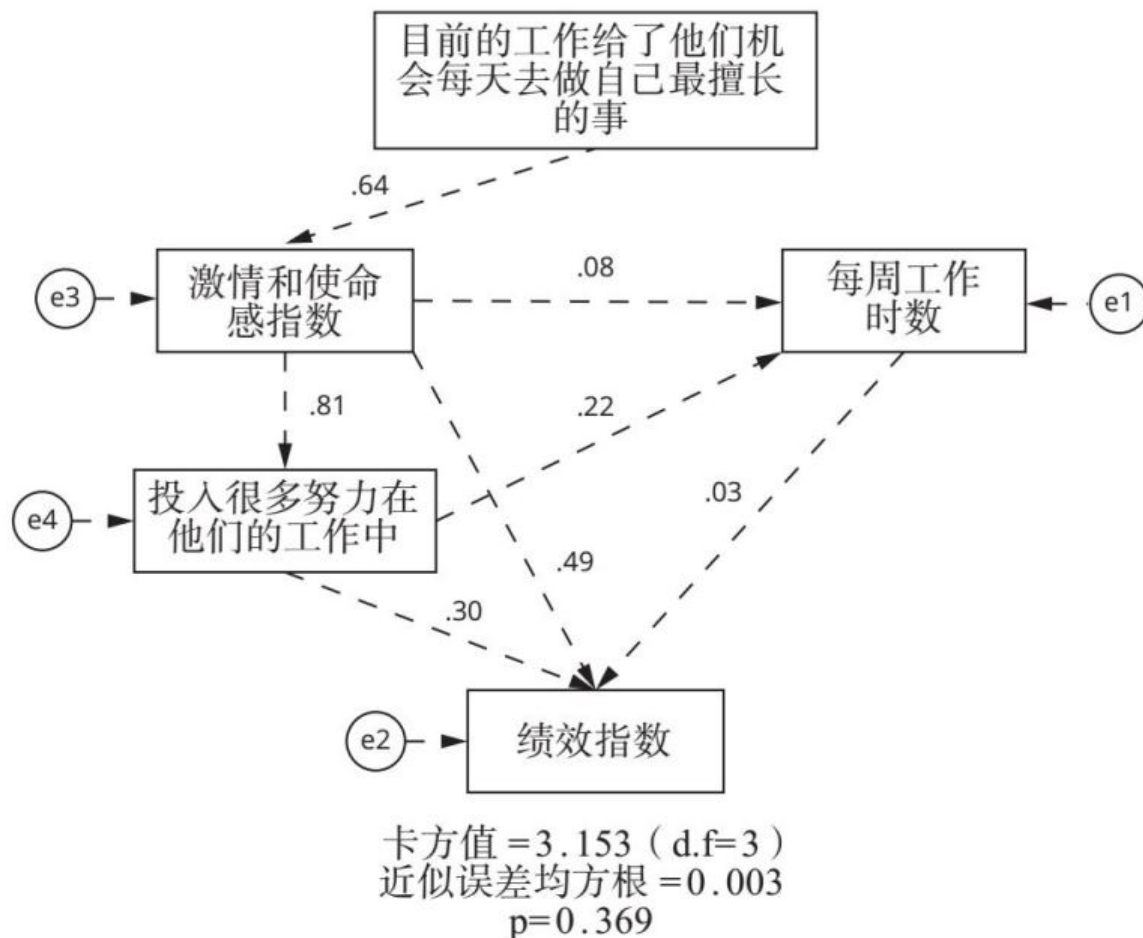 目前的工作给了他们机
会每天去做自己最擅长
的事
.64
e3
激情和使命
感指数
.08
每周工作
时数
e1
.81
.22
e4
投入很多努力在
他们的工作中
.03
.49
.30
e2
绩效指数
卡方值=3.153（d.f=3）
近似误差均方根=0.003
p=0.369